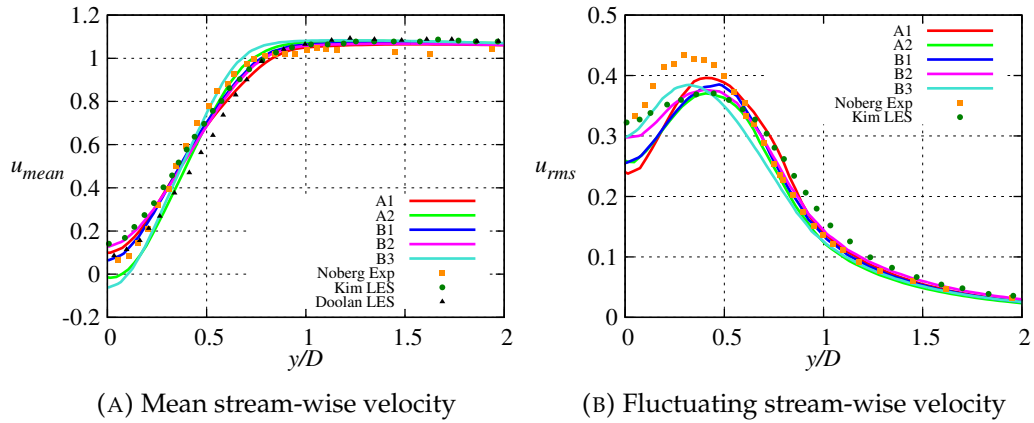 1.2
1
0.8
0.6
0.4
0.2
0
-0.2
u_mean
0
0.5
1
1.5
2
y/D
A1
A2
B1
B2
B3
Noberg Exp
Kim LES
Doolan LES
(A) Mean stream-wise velocity
0.5
0.4
0.3
0.2
0.1
0
u_rms
0
0.5
1
1.5
2
y/D
A1
A2
B1
B2
B3
Noberg Exp
Kim LES
(B) Fluctuating stream-wise velocity